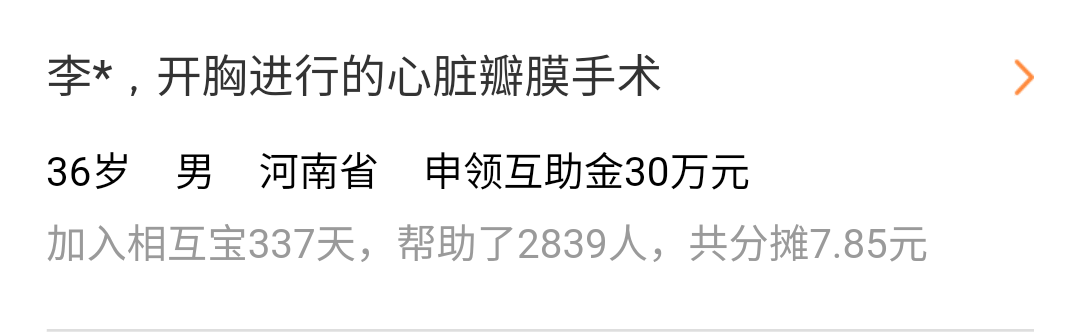 李*，开胸进行的心脏瓣膜手术
36岁 男 河南省 申领互助金30万元
加入相互宝337天，帮助了2839人，共分摊7.85元